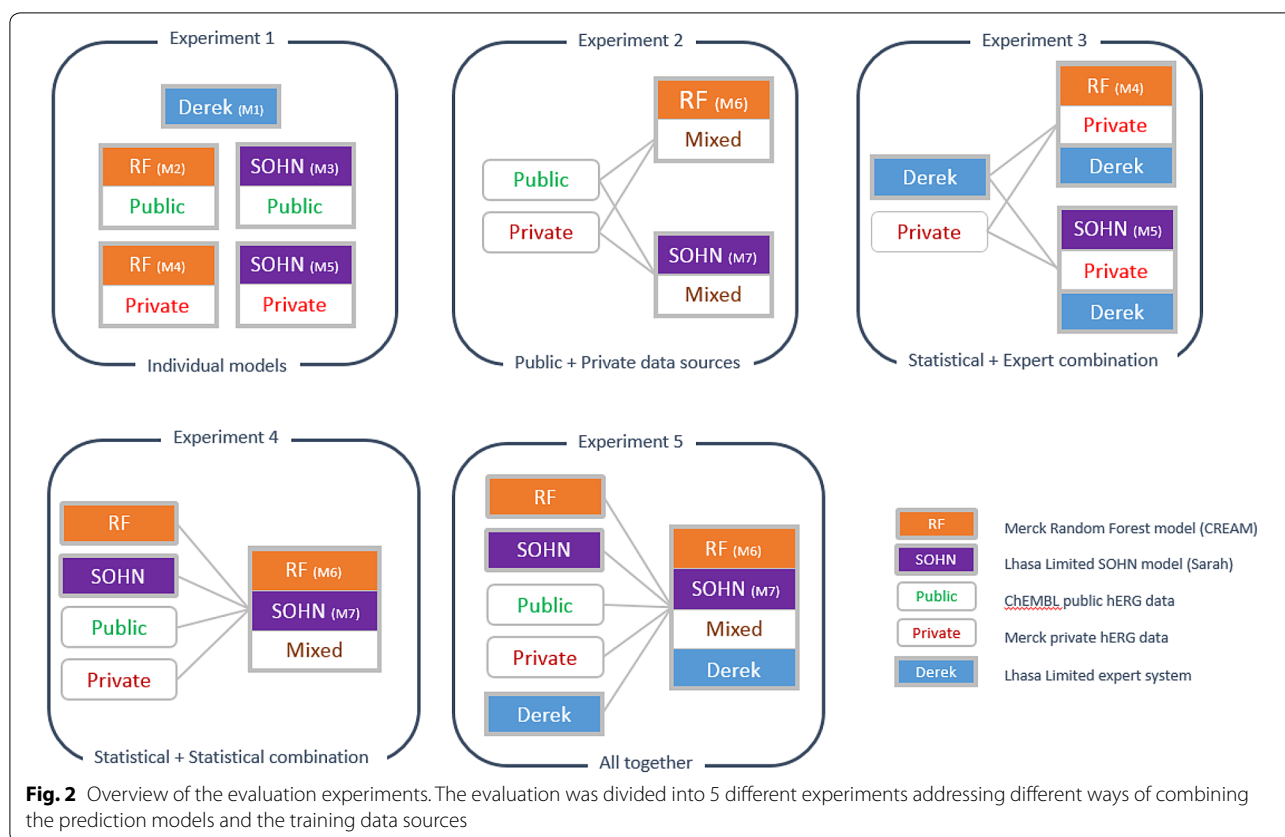 Experiment 1
Derek (M1)
RF (M2)
Public
SOHN (M3)
Public
RF (M4)
Private
SOHN (M5)
Private
Individual models
Experiment 2
Public
Private
RF (M6)
Mixed
SOHN (M7)
Mixed
Public + Private data sources
Experiment 3
Derek
Private
RF (M4)
Private
Derek
SOHN (M5)
Private
Derek
Statistical + Expert combination
Experiment 4
RF
SOHN
Public
Private
RF (M6)
SOHN (M7)
Mixed
Statistical + Statistical combination
Experiment 5
RF
SOHN
Public
Private
Derek
RF (M6)
SOHN (M7)
Mixed
Derek
All together
RF Merck Random Forest model (CREAM)
SOHN Lhasa Limited SOHN model (Sarah)
Public ChEMBL public hERG data
Private Merck private hERG data
Derek Lhasa Limited expert system
Fig. 2 Overview of the evaluation experiments. The evaluation was divided into 5 different experiments addressing different ways of combining
the prediction models and the training data sources